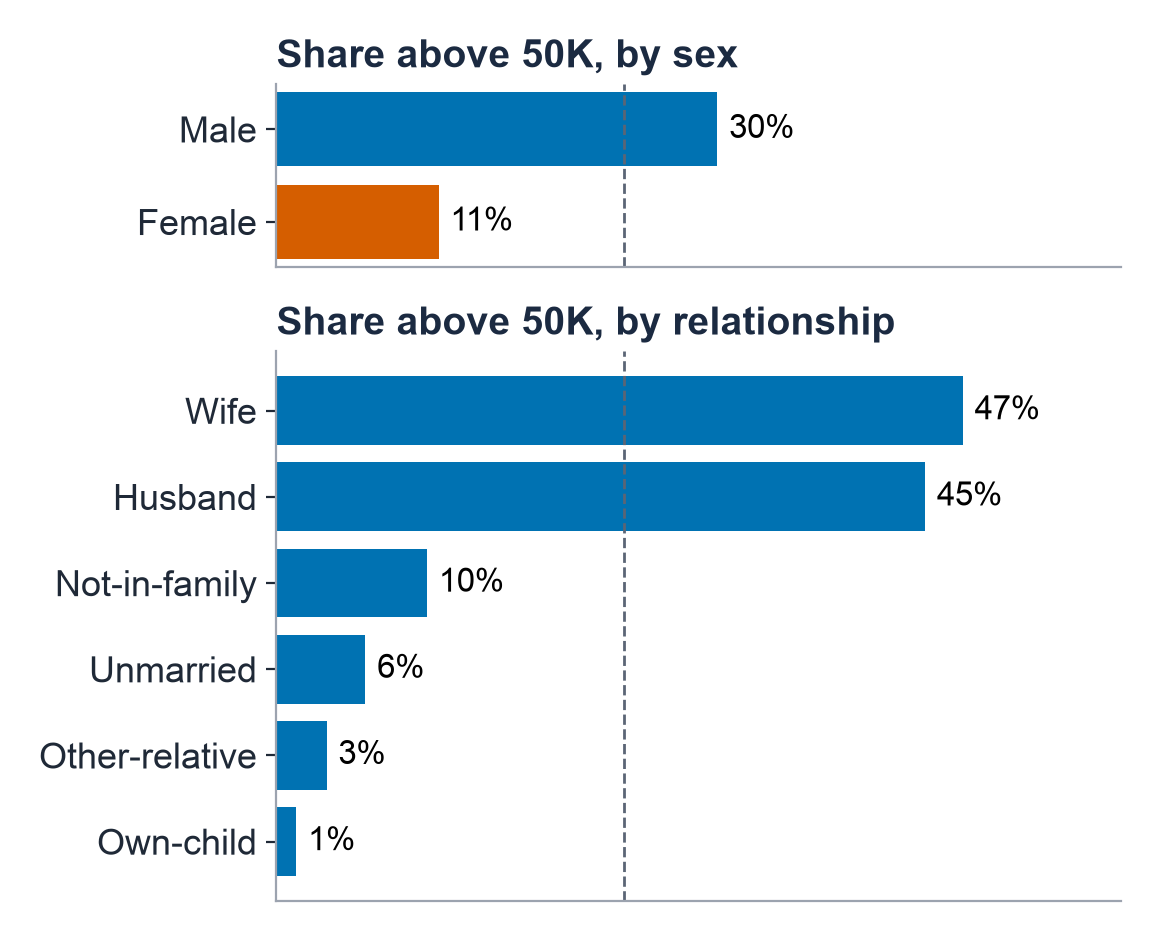 Share above 50K, by sex
Male 30%
Female 11%
Share above 50K, by relationship
Wife 47%
Husband 45%
Not-in-family 10%
Unmarried 6%
Other-relative 3%
Own-child 1%